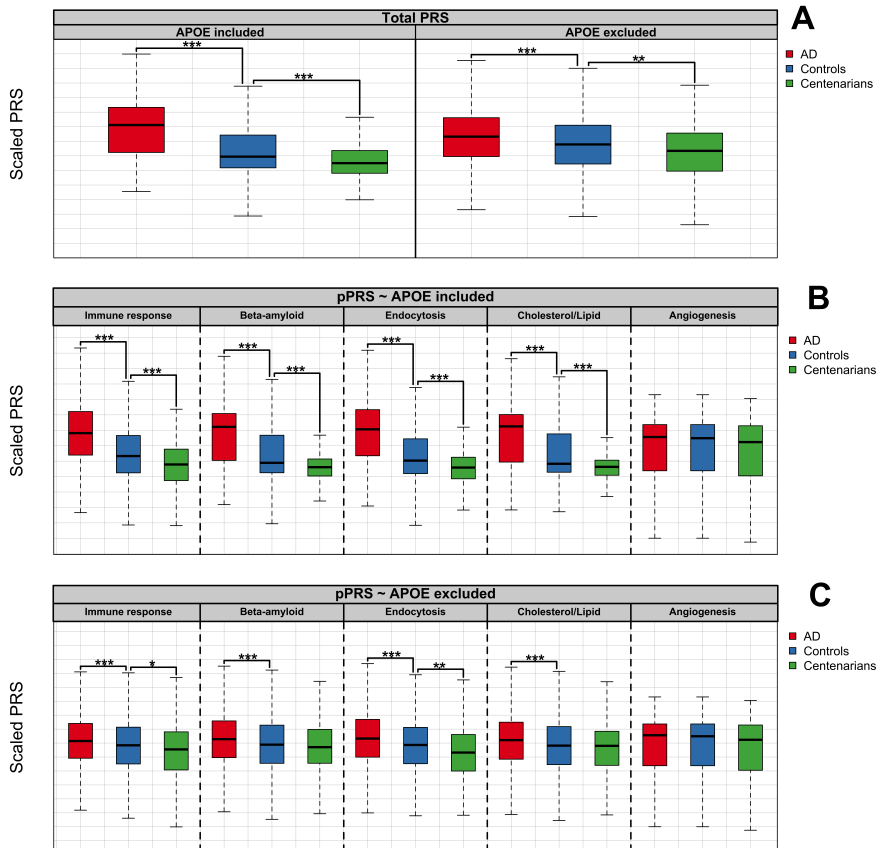 Total PRS
A
APOE included
APOE excluded
Scaled PRS
*** *** *** **
AD
Controls
Centenarians
pPRS ~ APOE included
B
Immune response
Beta-amyloid
Endocytosis
Cholesterol/Lipid
Angiogenesis
Scaled PRS
*** *** *** *** *** *** *** ***
AD
Controls
Centenarians
pPRS ~ APOE excluded
C
Immune response
Beta-amyloid
Endocytosis
Cholesterol/Lipid
Angiogenesis
Scaled PRS
*** * *** *** ** ***
AD
Controls
Centenarians